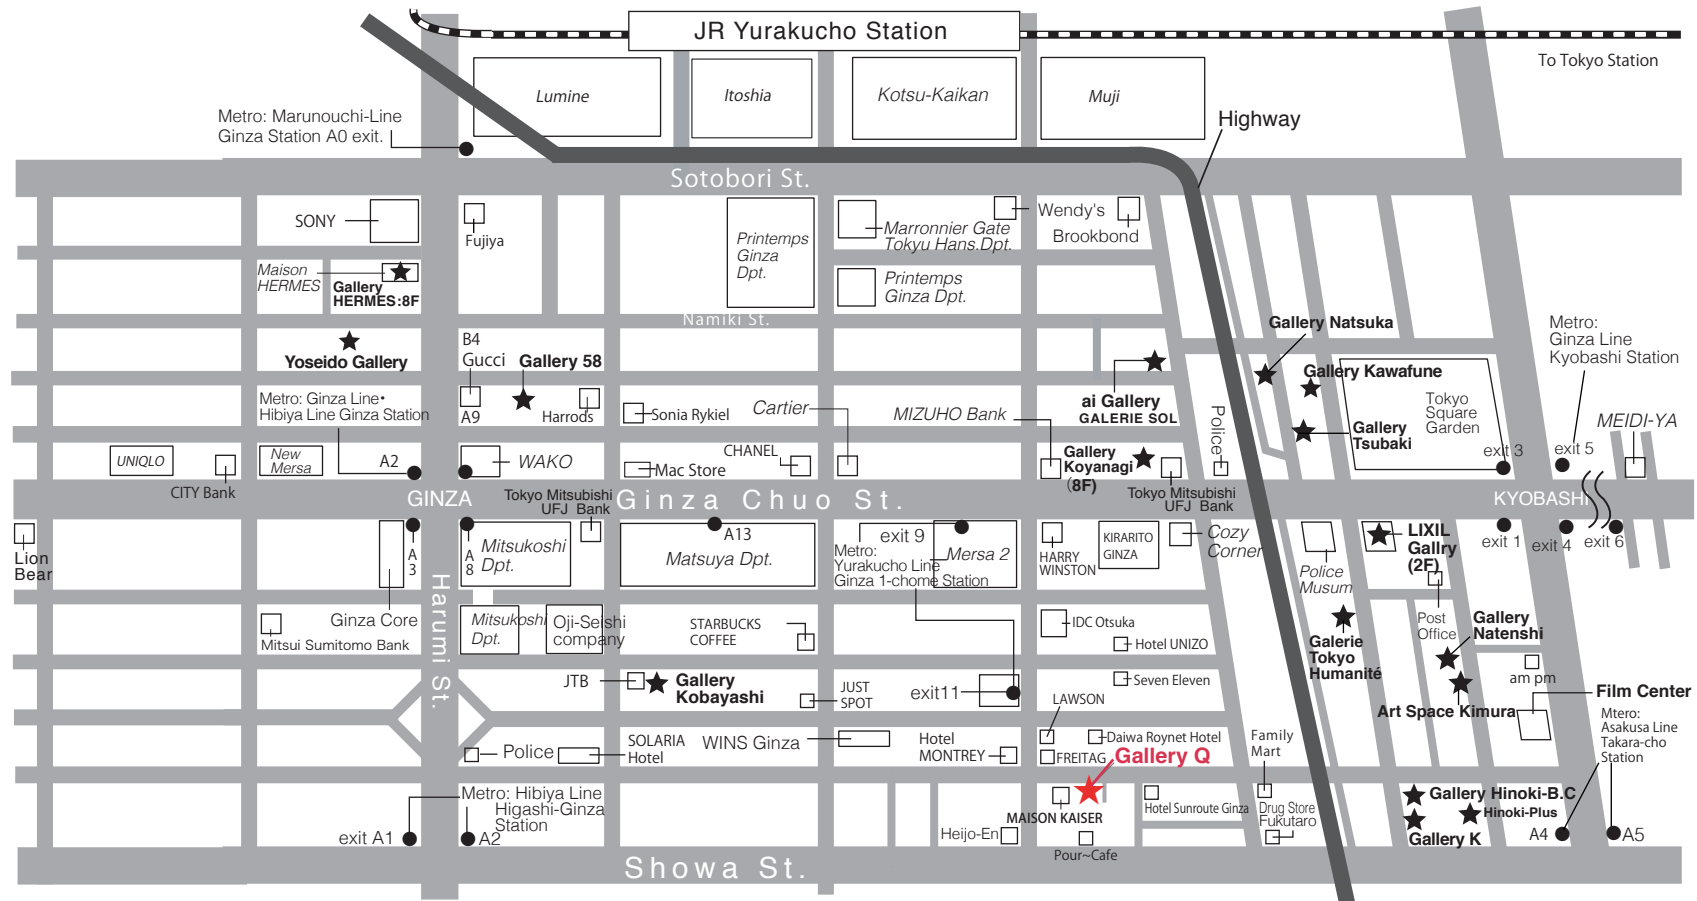 JR Yurakucho Station
To Tokyo Station
Lumine
Itoshia
Kotsu-Kaikan
Muji
Highway
Metro: Marunouchi-Line
Ginza Station A0 exit.
Sotobori St.
SONY
Fujiya
Printemps
Ginza
Dpt.
Marronnier Gate
Tokyu Hans.Dpt.
Wendy's
Brookbond
Maison
HERMES
Gallery
HERMES:8F
Printemps
Ginza Dpt.
Namiki St.
Yoseido Gallery
B4
Gucci
A9
Gallery 58
Harrods
Gallery Natsuka
Gallery Kawafune
Metro:
Ginza Line
Kyobashi Station
Metro: Ginza Line•
Hibiya Line Ginza Station
Sonia Rykiel
Cartier
MIZUHO Bank
ai Gallery
GALERIE SOL
Police
Gallery
Tsubaki
Tokyo
Square
Garden
exit 3
exit 5
MEIDI-YA
UNIQLO
CITY Bank
New
Mersa
A2
WAKO
Mac Store
CHANEL
Gallery
Koyanagi
(8F)
Tokyo Mitsubishi
UFJ Bank
GINZA
Tokyo Mitsubishi
UFJ Bank
Ginza Chuo St.
KYOBASHI
Lion
Bear
A
3
A
8
Mitsukoshi
Dpt.
A13
Matsuya Dpt.
exit 9
Metro:
Yurakucho Line
Ginza 1-chome Station
Mersa 2
HARRY
WINSTON
KIRARITO
GINZA
Cozy
Corner
Police
Musum
LIXIL
Gallry
(2F)
exit 1
exit 4
exit 6
Ginza Core
Harumi St.
Mitsui Sumitomo Bank
Mitsukoshi
Dpt.
Oji-Seishi
company
STARBUCKS
COFFEE
IDC Otsuka
Hotel UNIZO
Post
Office
Gallery
Natenshi
Galerie
Tokyo
Humanité
JTB
Gallery
Kobayashi
JUST
SPOT
exit11
Seven Eleven
LAWSON
am pm
Film Center
Art Space Kimura
Mtero:
Asakusa Line
Takara-cho
Station
Police
SOLARIA
Hotel
WINS Ginza
Hotel
MONTREY
Daiwa Roynet Hotel
FREITAG
Gallery Q
Family
Mart
Metro: Hibiya Line
Higashi-Ginza
Station
exit A1
A2
MAISON KAISER
Heijo-En
Pour~Cafe
Hotel Sunroute Ginza
Drug Store
Fukutaro
Gallery Hinoki-B.C
Hinoki-Plus
Gallery K
A4
A5
Showa St.